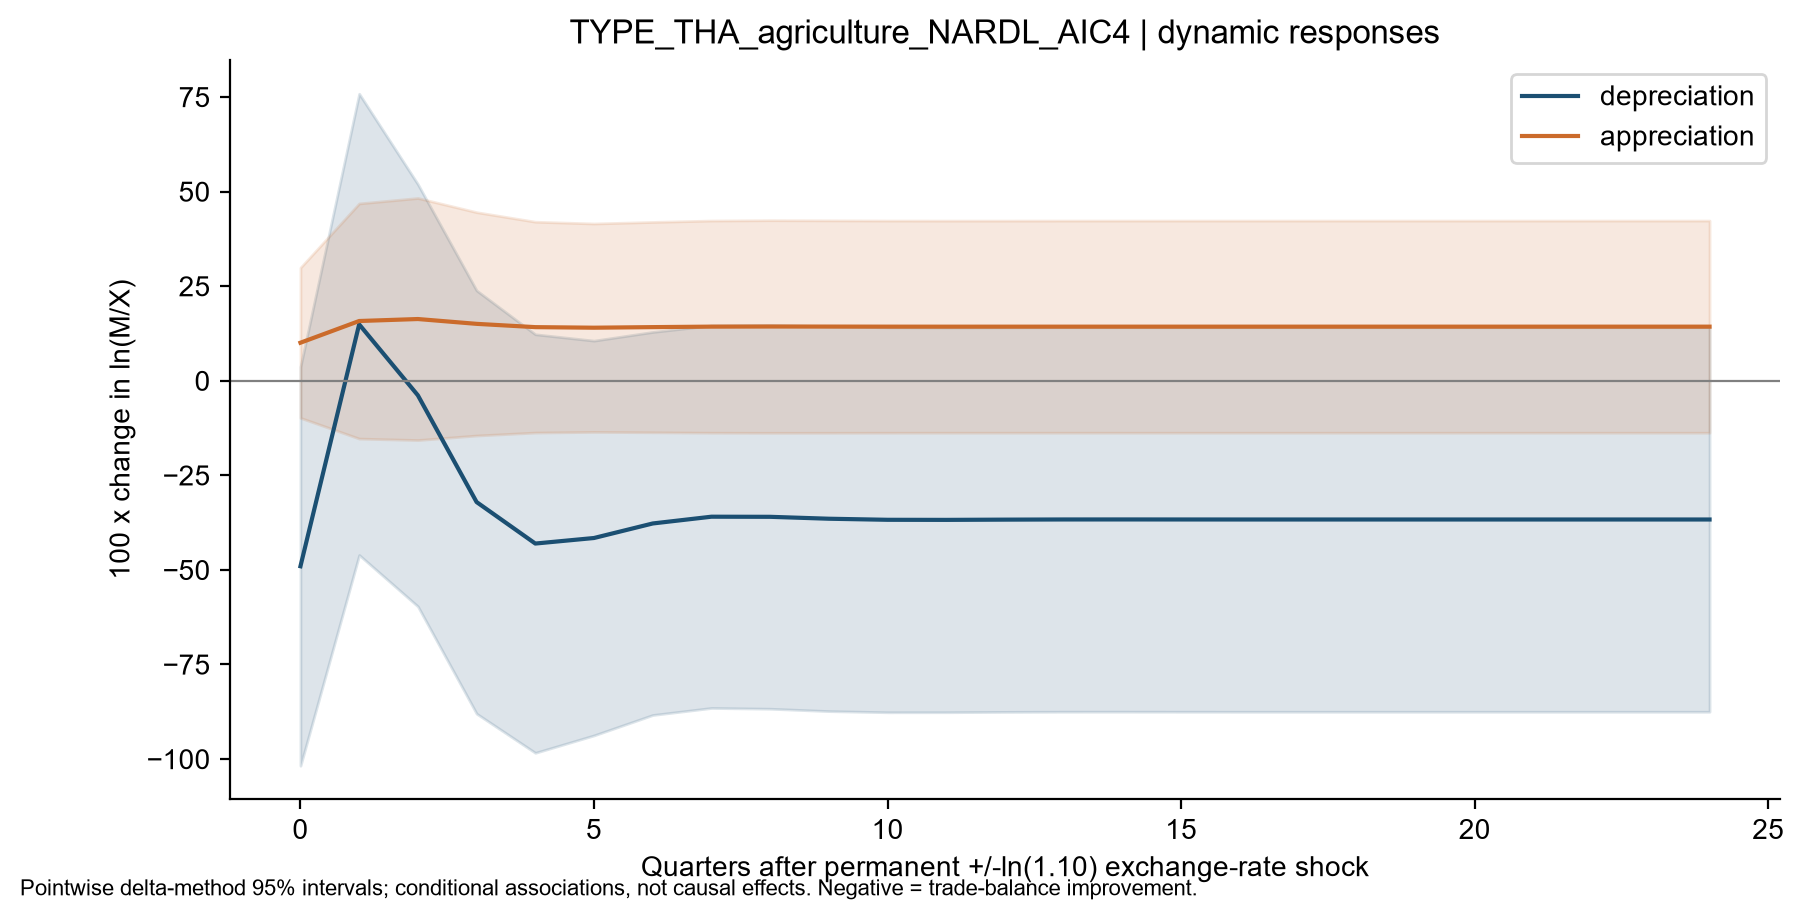 TYPE_THA_agriculture_NARDL_AIC4 | dynamic responses
depreciation
appreciation
100 x change in ln(M/X)
75
50
25
0
−25
−50
−75
−100
0
5
10
15
20
25
Quarters after permanent +/-ln(1.10) exchange-rate shock
Pointwise delta-method 95% intervals; conditional associations, not causal effects. Negative = trade-balance improvement.